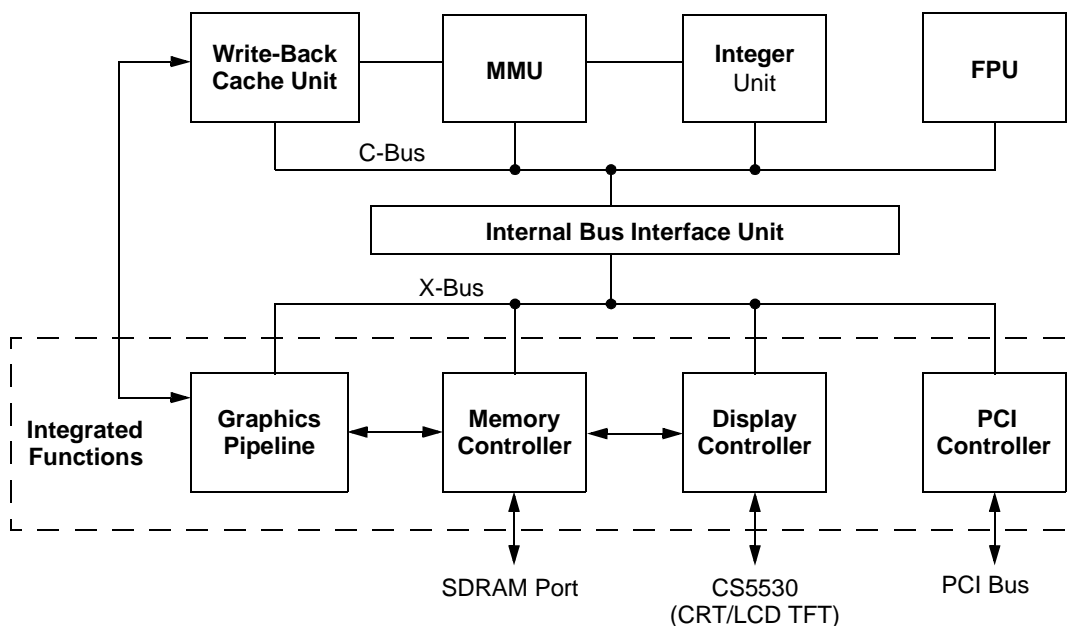 Write-Back
Cache Unit
MMU
Integer
Unit
FPU
C-Bus
Internal Bus Interface Unit
X-Bus
Integrated
Functions
Graphics
Pipeline
Memory
Controller
Display
Controller
PCI
Controller
SDRAM Port
CS5530
(CRT/LCD TFT)
PCI Bus